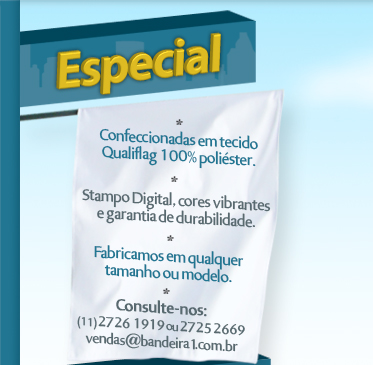 Especial
*
Confeccionadas em tecido
Qualiflag 100% poliéster.
*
Stampo Digital, cores vibrantes
e garantia de durabilidade.
*
Fabricamos em qualquer
tamanho ou modelo.
*
Consulte-nos:
(11) 2726 1919 ou 2725 2669
vendas@bandeira1.com.br